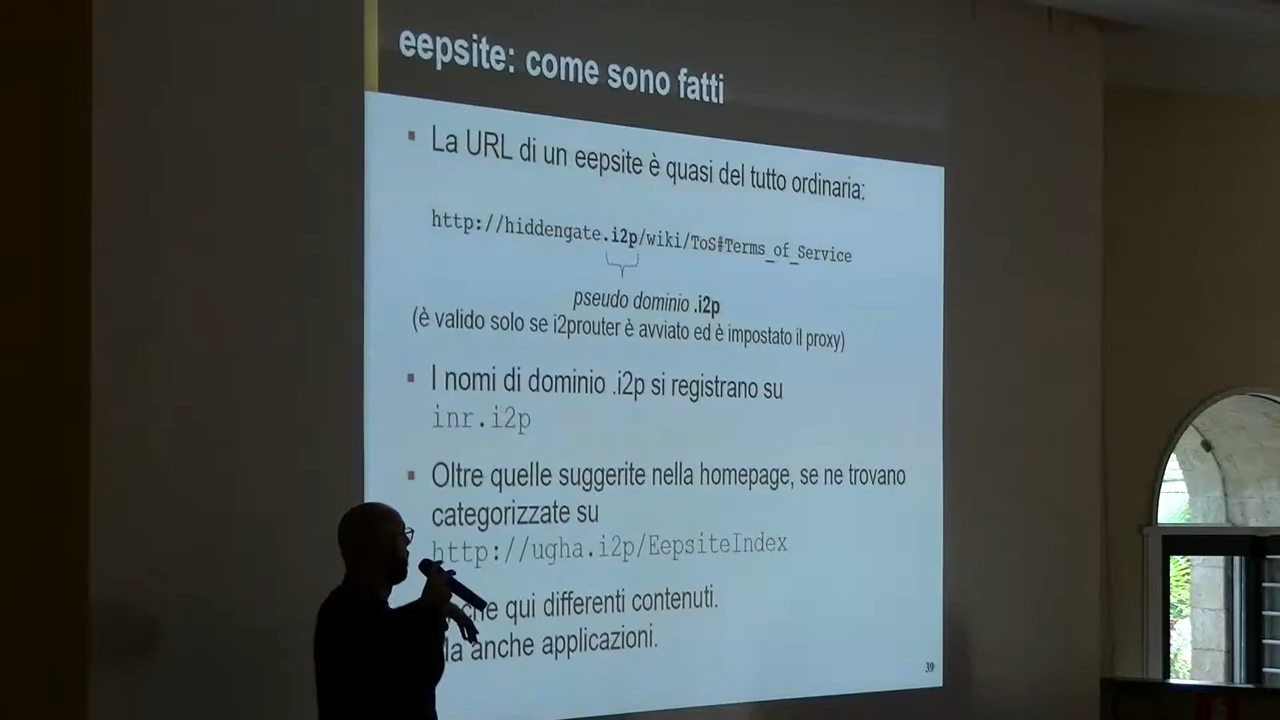 eepsite: come sono fatti
La URL di un eepsite è quasi del tutto ordinaria:
http://hiddengate.i2p/wiki/ToS#Terms_of_Service
pseudo dominio .i2p
(è valido solo se i2prouter è avviato ed è impostato il proxy)
I nomi di dominio .i2p si registrano su
inr.i2p
Oltre quelle suggerite nella homepage, se ne trovano
categorizzate su
http://ugha.i2p/EepsiteIndex
qui differenti contenuti.
anche applicazioni.
39